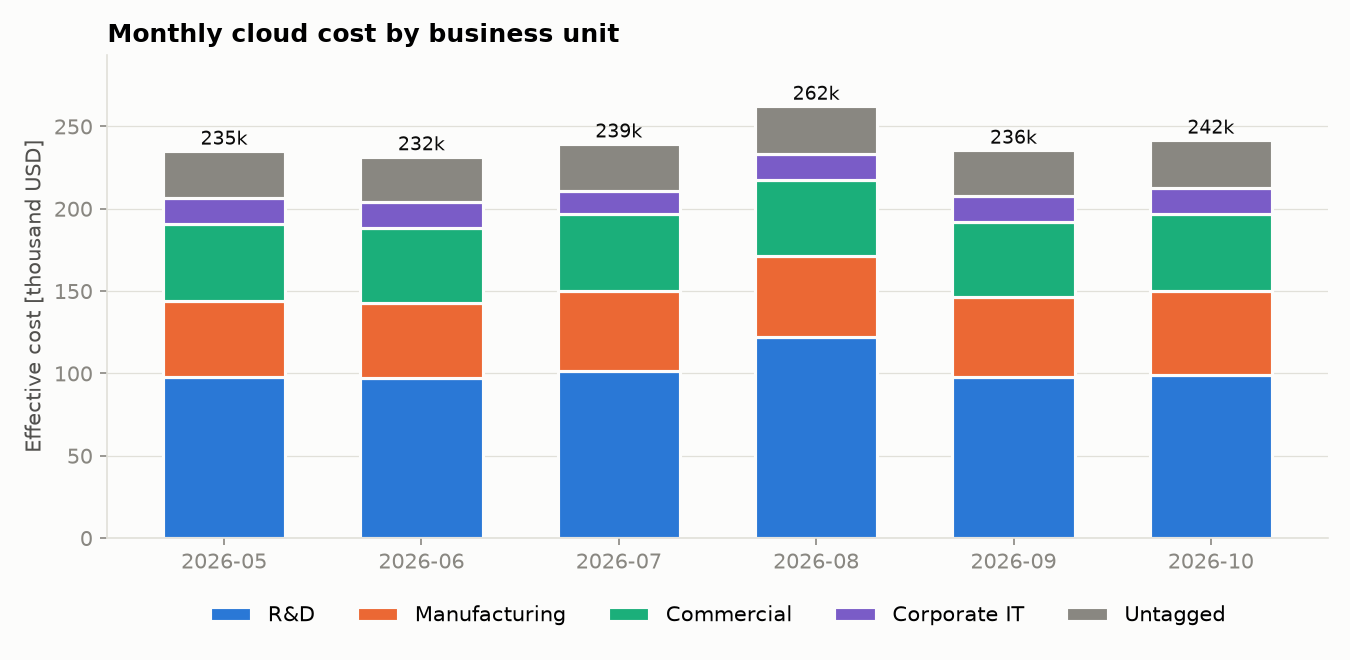 Monthly cloud cost by business unit
Effective cost [thousand USD]
250
200
150
100
50
0
235k
232k
239k
262k
236k
242k
2026-05
2026-06
2026-07
2026-08
2026-09
2026-10
R&D
Manufacturing
Commercial
Corporate IT
Untagged